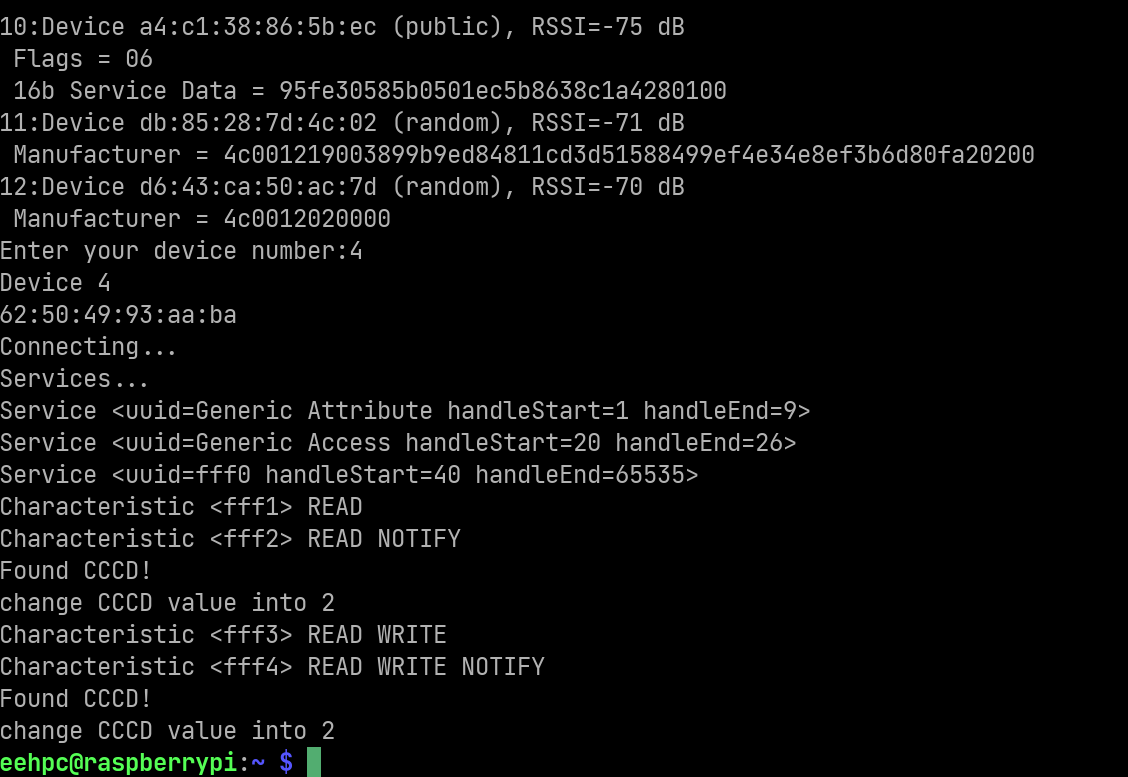 10:Device a4:c1:38:86:5b:ec (public), RSSI=-75 dB
 Flags = 06
 16b Service Data = 95fe30585b0501ec5b8638c1a4280100
11:Device db:85:28:7d:4c:02 (random), RSSI=-71 dB
 Manufacturer = 4c001219003899b9ed84811cd3d51588499ef4e34e8ef3b6d80fa20200
12:Device d6:43:ca:50:ac:7d (random), RSSI=-70 dB
 Manufacturer = 4c0012020000
Enter your device number:4
Device 4
62:50:49:93:aa:ba
Connecting...
Services...
Service <uuid=Generic Attribute handleStart=1 handleEnd=9>
Service <uuid=Generic Access handleStart=20 handleEnd=26>
Service <uuid=fff0 handleStart=40 handleEnd=65535>
Characteristic <fff1> READ
Characteristic <fff2> READ NOTIFY
Found CCCD!
change CCCD value into 2
Characteristic <fff3> READ WRITE
Characteristic <fff4> READ WRITE NOTIFY
Found CCCD!
change CCCD value into 2
eehpc@raspberrypi:~ $